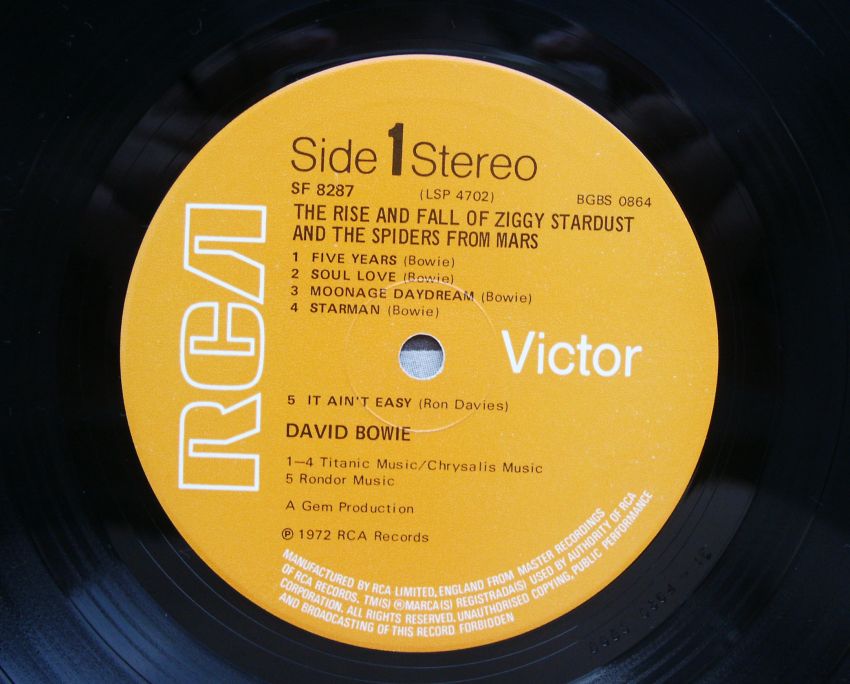 Side 1 Stereo
SF 8287 (LSP 4702) BGBS 0864
THE RISE AND FALL OF ZIGGY STARDUST
AND THE SPIDERS FROM MARS
1 FIVE YEARS (Bowie)
2 SOUL LOVE (Bowie)
3 MOONAGE DAYDREAM (Bowie)
4 STARMAN (Bowie)
RCA
Victor
5 IT AIN'T EASY (Ron Davies)
DAVID BOWIE
1—4 Titanic Music/Chrysalis Music
5 Rondor Music
A Gem Production
℗ 1972 RCA Records
MANUFACTURED BY RCA LIMITED, ENGLAND FROM MASTER RECORDINGS
OF RCA RECORDS. TM(S) ® MARCA(S) REGISTRADA(S) USED BY AUTHORITY OF RCA
CORPORATION. ALL RIGHTS RESERVED. UNAUTHORISED COPYING, PUBLIC PERFORMANCE
AND BROADCASTING OF THIS RECORD FORBIDDEN